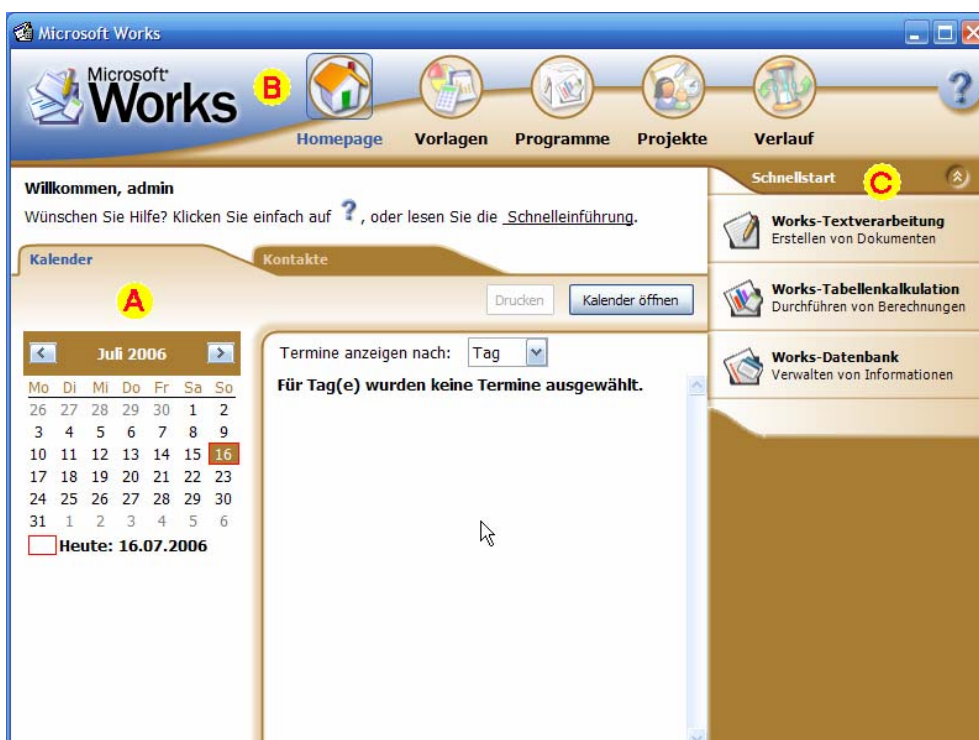 Microsoft Works
Microsoft
Works
B
Homepage Vorlagen Programme Projekte Verlauf
?
Willkommen, admin
Wünschen Sie Hilfe? Klicken Sie einfach auf ?, oder lesen Sie die Schnelleinführung.
Kalender Kontakte
A
Drucken Kalender öffnen
Juli 2006
Mo Di Mi Do Fr Sa So
26 27 28 29 30 1 2
3 4 5 6 7 8 9
10 11 12 13 14 15 16
17 18 19 20 21 22 23
24 25 26 27 28 29 30
31 1 2 3 4 5 6
Heute: 16.07.2006
Termine anzeigen nach: Tag
Für Tag(e) wurden keine Termine ausgewählt.
Schnellstart C
Works-Textverarbeitung
Erstellen von Dokumenten
Works-Tabellenkalkulation
Durchführen von Berechnungen
Works-Datenbank
Verwalten von Informationen